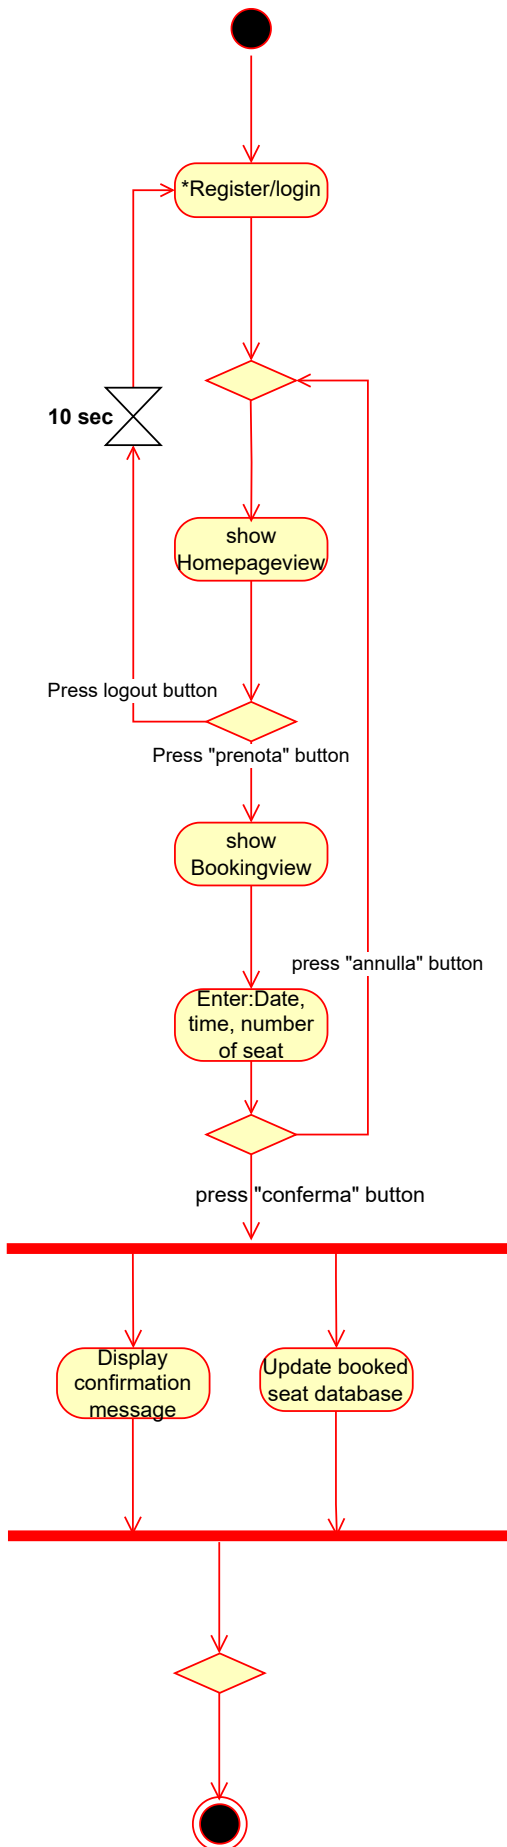 *Register/login
10 sec
show
Homepageview
Press logout button
Press "prenota" button
show
Bookingview
press "annulla" button
Enter:Date,
time, number
of seat
press "conferma" button
Display
confirmation
message
Update booked
seat database